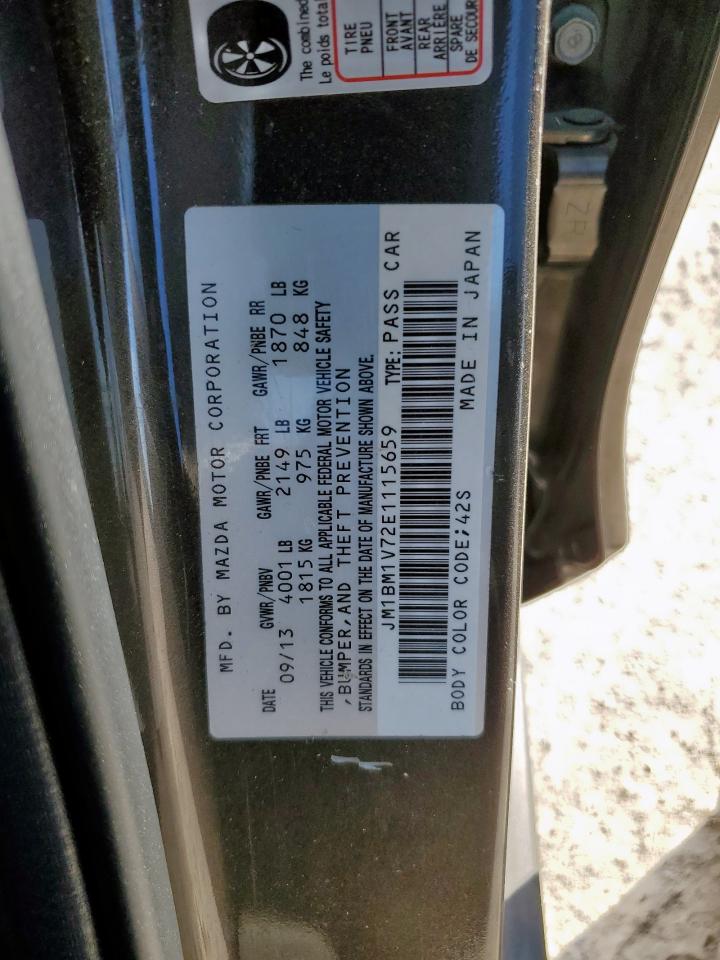 MFD. BY MAZDA MOTOR CORPORATION
DATE GVWR/PNBV GAWR/PNBE FRT GAWR/PNBE RR
09/13 4001 LB 2149 LB 1870 LB
1815 KG 975 KG 848 KG
THIS VEHICLE CONFORMS TO ALL APPLICABLE FEDERAL MOTOR VEHICLE SAFETY
,BUMPER,AND THEFT PREVENTION
STANDARDS IN EFFECT ON THE DATE OF MANUFACTURE SHOWN ABOVE.
JM1BM1V72E1115659 TYPE: PASS CAR
BODY COLOR CODE;42S MADE IN JAPAN
The combined
Le poids total
TIRE
PNEU
FRONT
AVANT
REAR
ARRIÈRE
SPARE
DE SECOURS